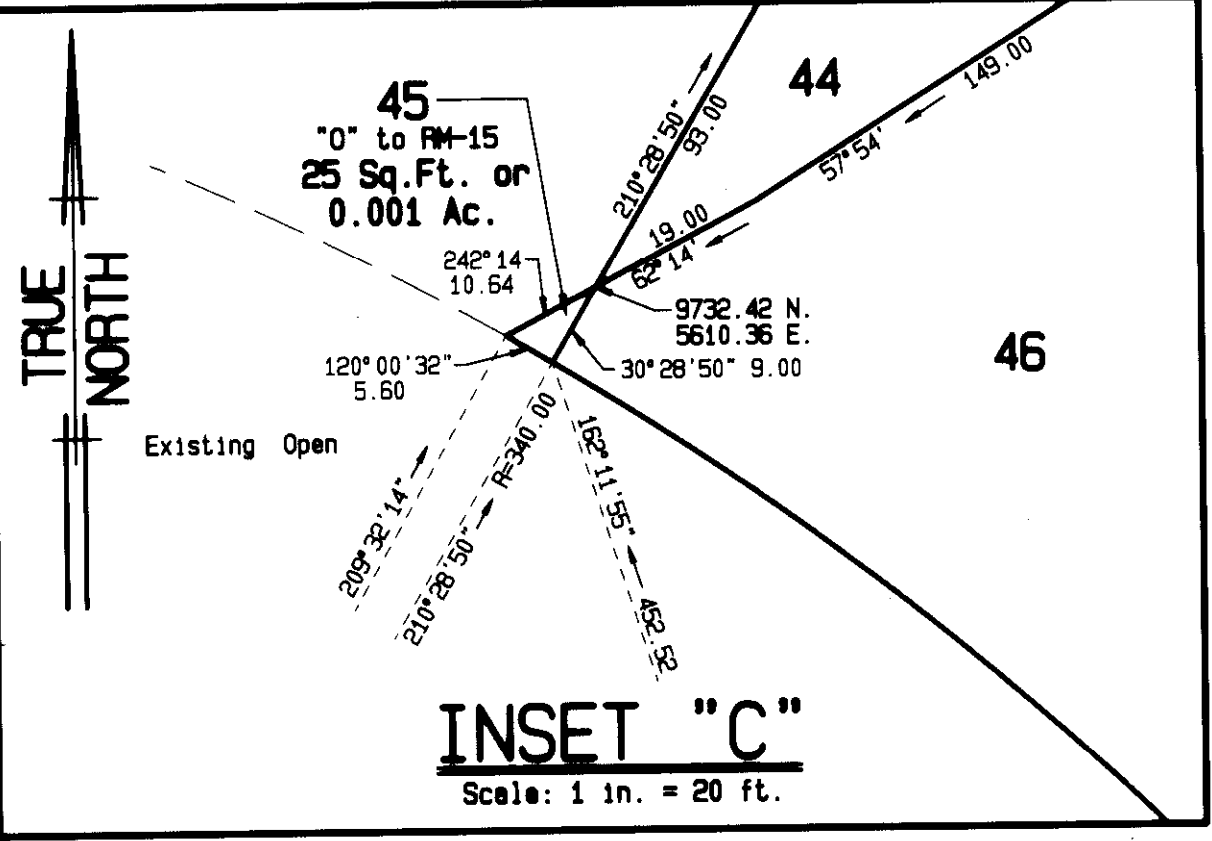 TRUE
NORTH
45
"O" to RM-15
25 Sq.Ft. or
0.001 Ac.
44
149.00
57°54'
210°28'50"
93.00
19.00
62°14'
242°14
10.64
9732.42 N.
5610.36 E.
46
120°00'32"
5.60
30°28'50" 9.00
Existing Open
209°32'14"
210°28'50" R=340.00
162°11'55" 452.52
INSET "C"
Scale: 1 in. = 20 ft.